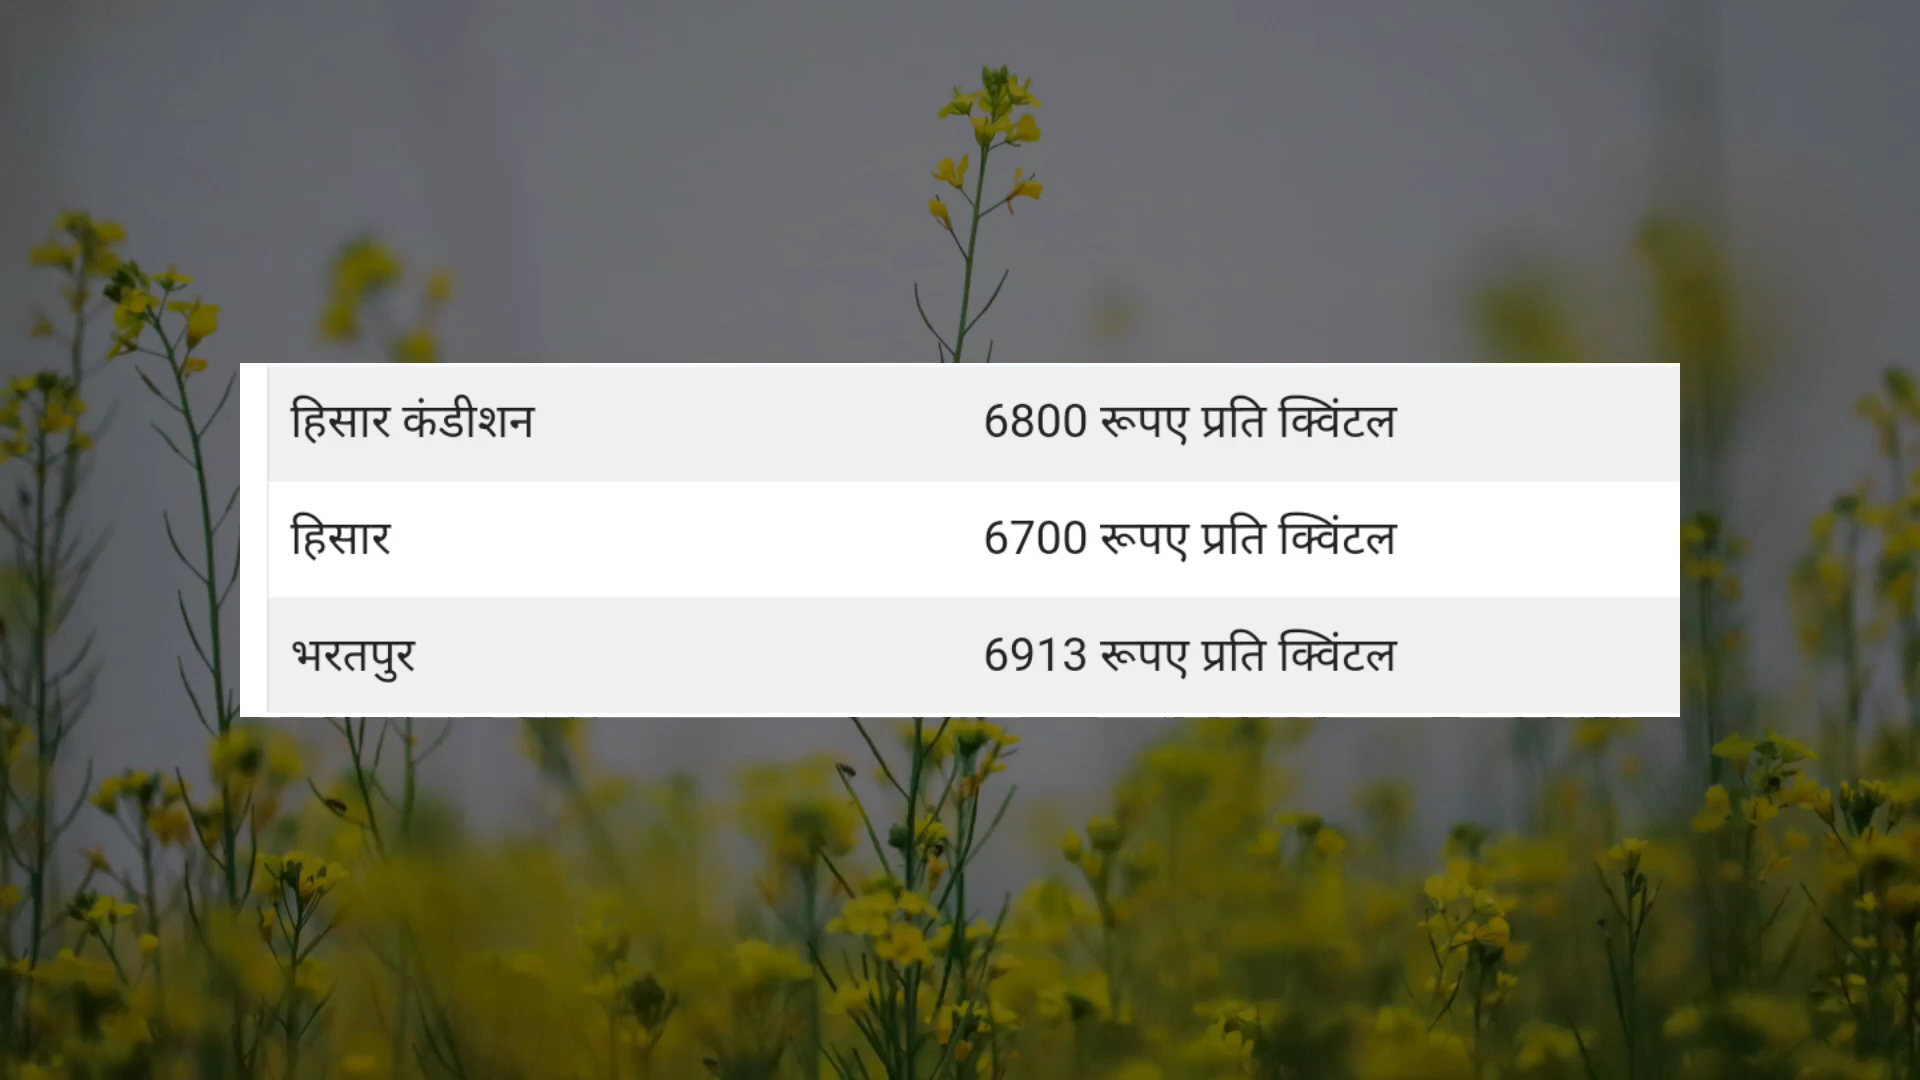 हिसार कंडीशन 6800 रूपए प्रति क्विंटल
हिसार 6700 रूपए प्रति क्विंटल
भरतपुर 6913 रूपए प्रति क्विंटल